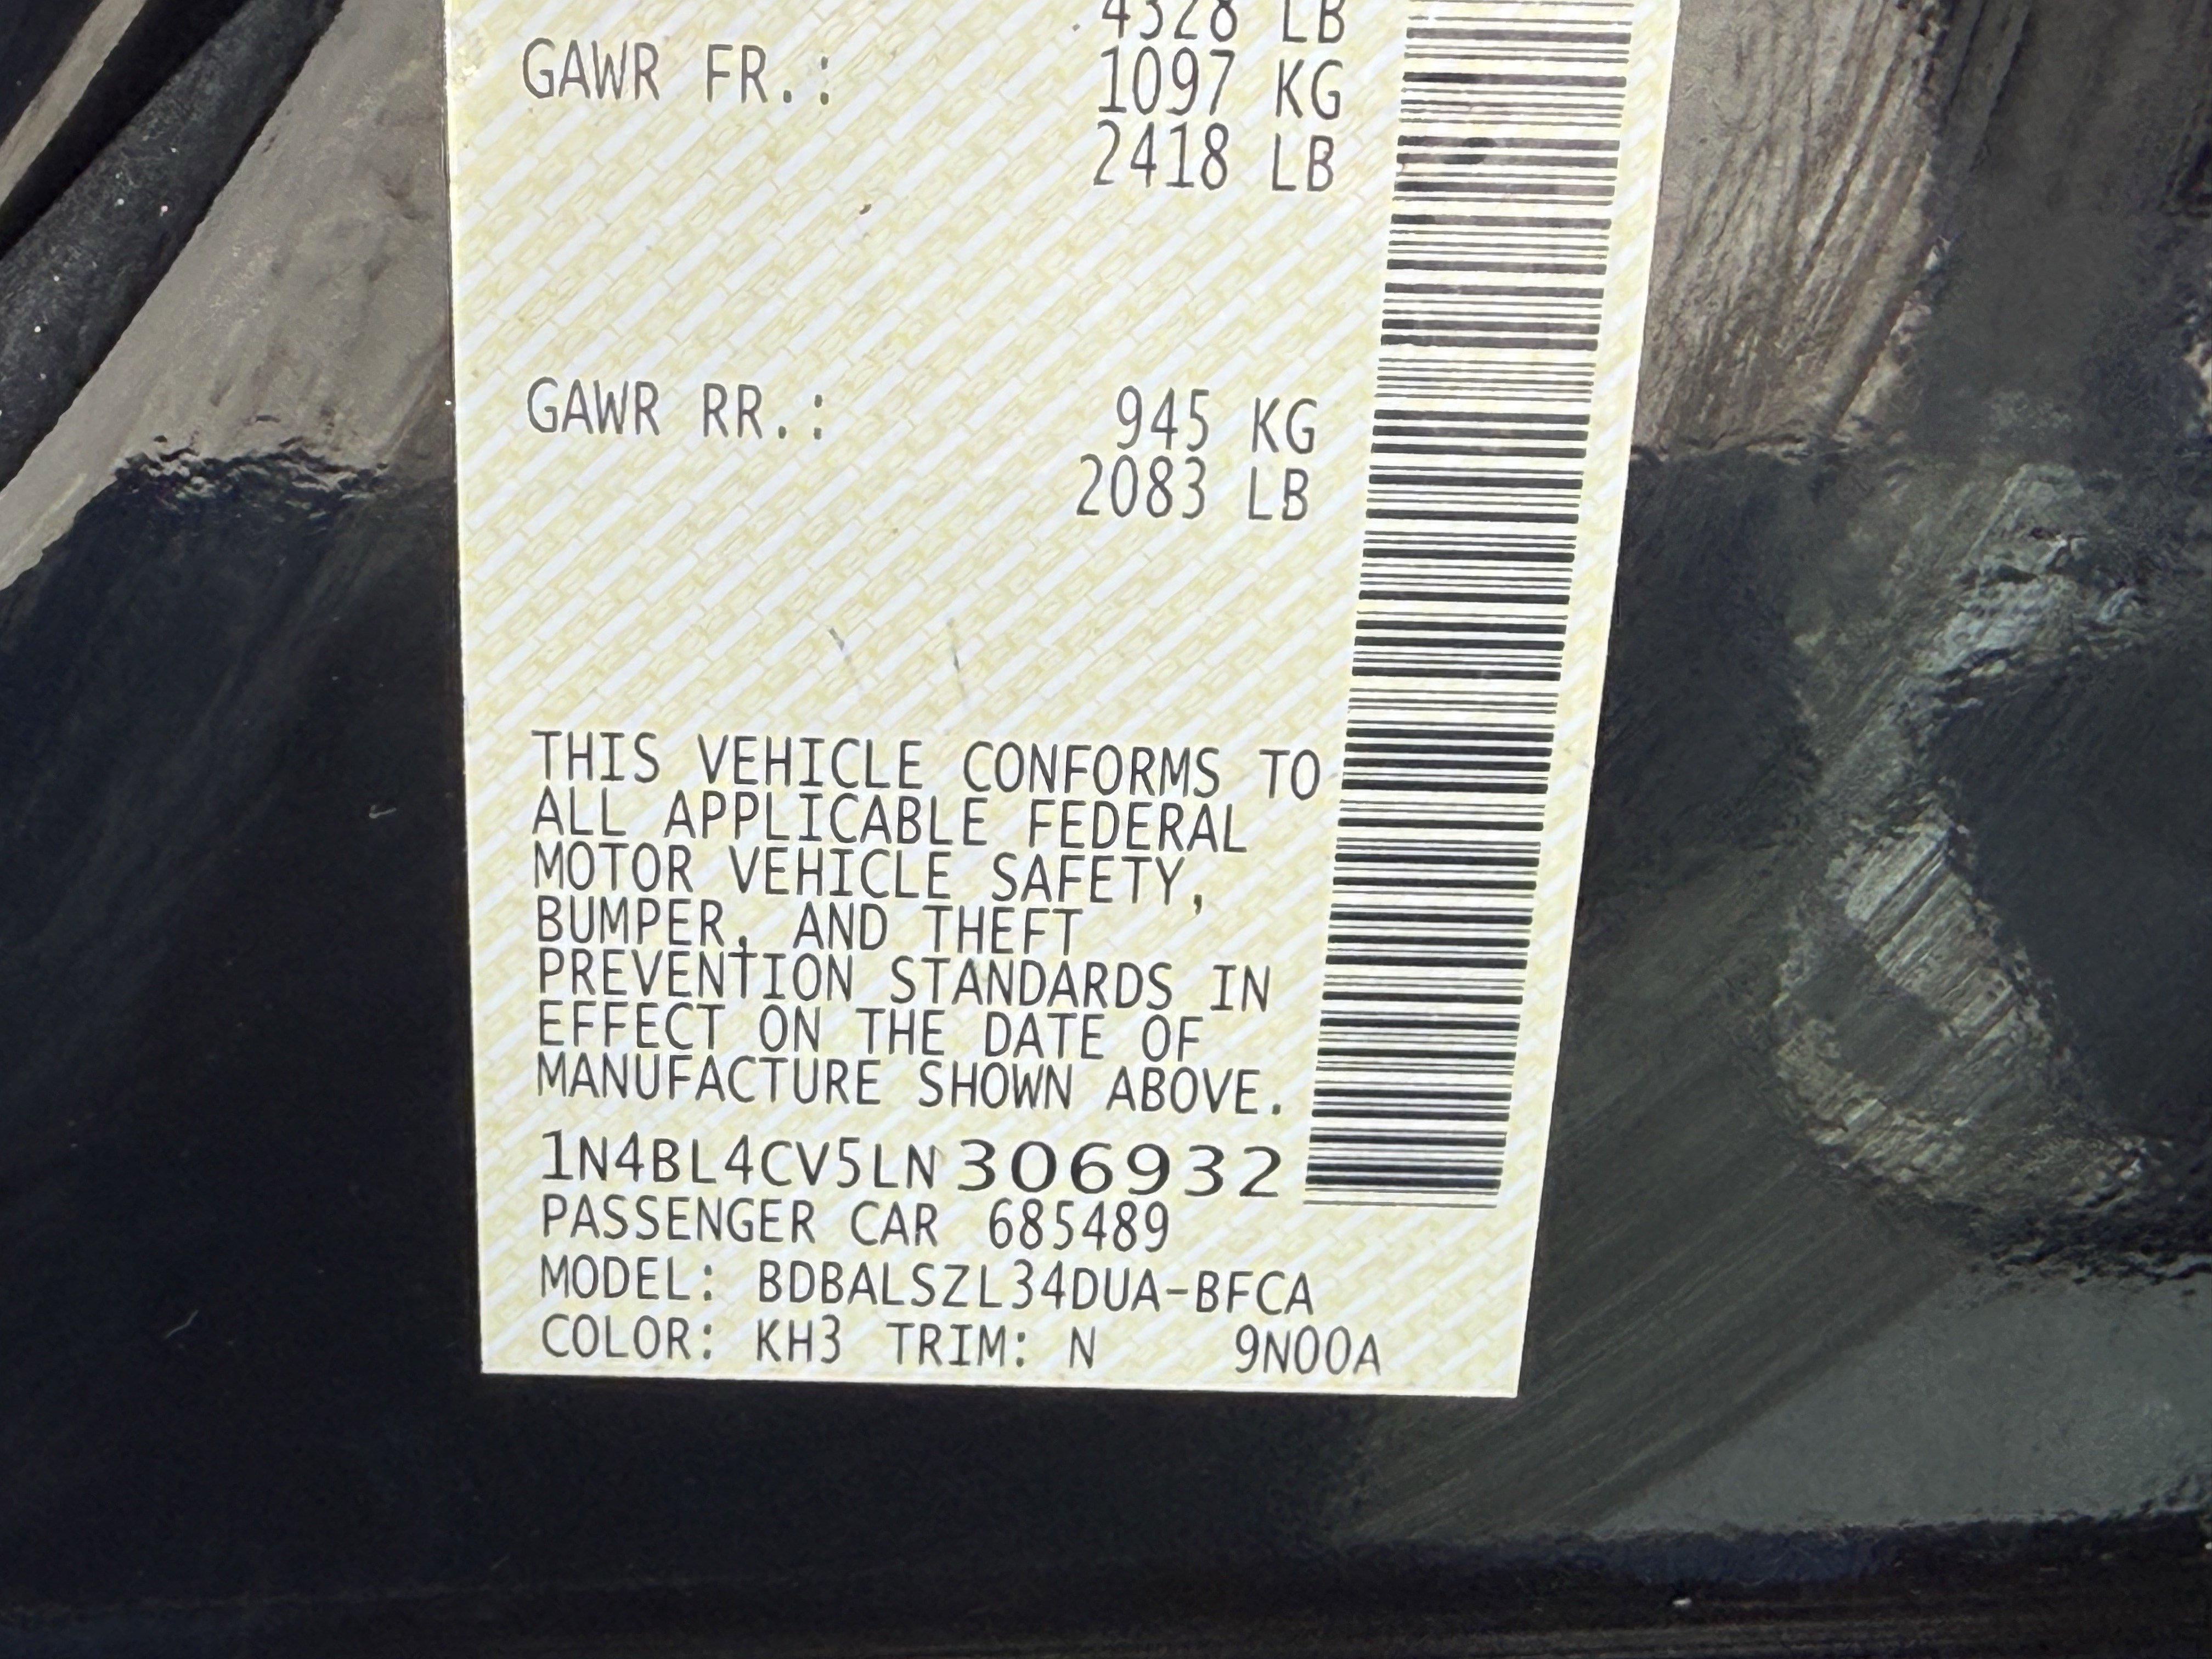 4328 LB
GAWR FR.: 1097 KG
2418 LB
GAWR RR.: 945 KG
2083 LB
THIS VEHICLE CONFORMS TO
ALL APPLICABLE FEDERAL
MOTOR VEHICLE SAFETY,
BUMPER, AND THEFT
PREVENTION STANDARDS IN
EFFECT ON THE DATE OF
MANUFACTURE SHOWN ABOVE.
1N4BL4CV5LN306932
PASSENGER CAR 685489
MODEL: BDBALSZL34DUA-BFCA
COLOR: KH3 TRIM: N 9N00A